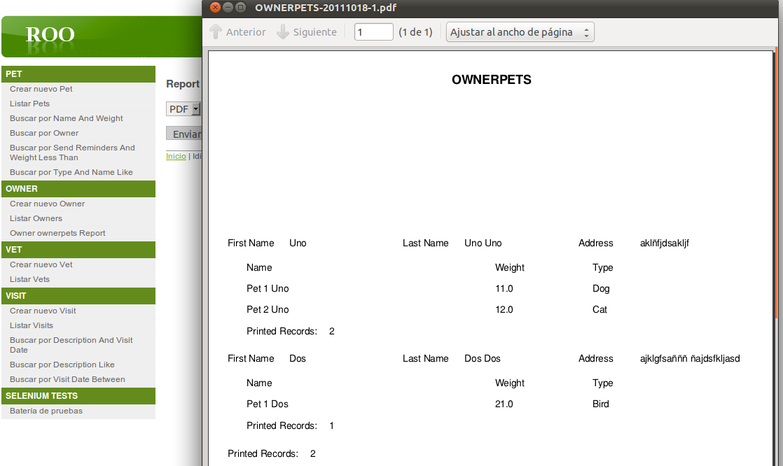 OWNERPETS-20111018-1.pdf
Anterior Siguiente 1 (1 de 1) Ajustar al ancho de página
ROO
PET
Crear nuevo Pet
Listar Pets
Buscar por Name And Weight
Buscar por Owner
Buscar por Send Reminders And
Weight Less Than
Buscar por Type And Name Like
OWNER
Crear nuevo Owner
Listar Owners
Owner ownerpets Report
VET
Crear nuevo Vet
Listar Vets
VISIT
Crear nuevo Visit
Listar Visits
Buscar por Description And Visit
Date
Buscar por Description Like
Buscar por Visit Date Between
SELENIUM TESTS
Batería de pruebas
Report
PDF
Enviar
Inicio | Idi
OWNERPETS
First Name Uno Last Name Uno Uno Address aklñfjdsakljf
Name Weight Type
Pet 1 Uno 11.0 Dog
Pet 2 Uno 12.0 Cat
Printed Records: 2
First Name Dos Last Name Dos Dos Address ajklgfsañññ ñajdsfkljasd
Name Weight Type
Pet 1 Dos 21.0 Bird
Printed Records: 1
Printed Records: 2